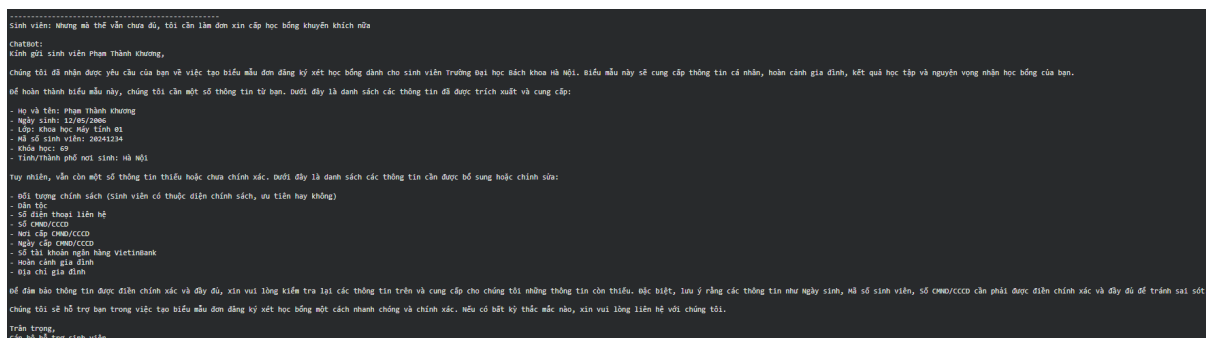 --------------------------------------------------
Sinh viên: Nhưng mà thế vẫn chưa đủ, tôi cần làm đơn xin cấp học bổng khuyến khích nữa
ChatBot:
Kính gửi sinh viên Phạm Thành Khương,
Chúng tôi đã nhận được yêu cầu của bạn về việc tạo biểu mẫu đơn đăng ký xét học bổng dành cho sinh viên Trường Đại học Bách khoa Hà Nội. Biểu mẫu này sẽ cung cấp thông tin cá nhân, hoàn cảnh gia đình, kết quả học tập và nguyện vọng nhận học bổng của bạn.
Để hoàn thành biểu mẫu này, chúng tôi cần một số thông tin từ bạn. Dưới đây là danh sách các thông tin đã được trích xuất và cung cấp:
- Họ và tên: Phạm Thành Khương
- Ngày sinh: 12/05/2006
- Lớp: Khoa học Máy tính 01
- Mã số sinh viên: 20241234
- Khóa học: 69
- Tỉnh/Thành phố nơi sinh: Hà Nội
Tuy nhiên, vẫn còn một số thông tin thiếu hoặc chưa chính xác. Dưới đây là danh sách các thông tin cần được bổ sung hoặc chỉnh sửa:
- Đối tượng chính sách (Sinh viên có thuộc diện chính sách, ưu tiên hay không)
- Dân tộc
- Số điện thoại liên hệ
- Số CMND/CCCD
- Nơi cấp CMND/CCCD
- Ngày cấp CMND/CCCD
- Số tài khoản ngân hàng VietinBank
- Hoàn cảnh gia đình
- Địa chỉ gia đình
Để đảm bảo thông tin được điền chính xác và đầy đủ, xin vui lòng kiểm tra lại các thông tin trên và cung cấp cho chúng tôi những thông tin còn thiếu. Đặc biệt, lưu ý rằng các thông tin như Ngày sinh, Mã số sinh viên, Số CMND/CCCD cần phải được điền chính xác và đầy đủ để tránh sai sót
Chúng tôi sẽ hỗ trợ bạn trong việc tạo biểu mẫu đơn đăng ký xét học bổng một cách nhanh chóng và chính xác. Nếu có bất kỳ thắc mắc nào, xin vui lòng liên hệ với chúng tôi.
Trân trọng,
Cán bộ hỗ trợ sinh viên